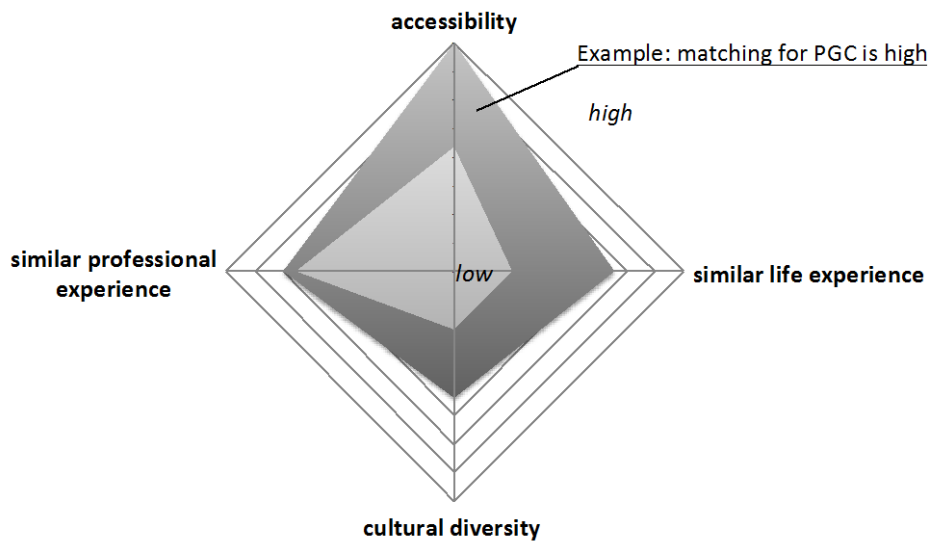 accessibility
Example: matching for PGC is high
high
similar professional
experience
low
similar life experience
cultural diversity